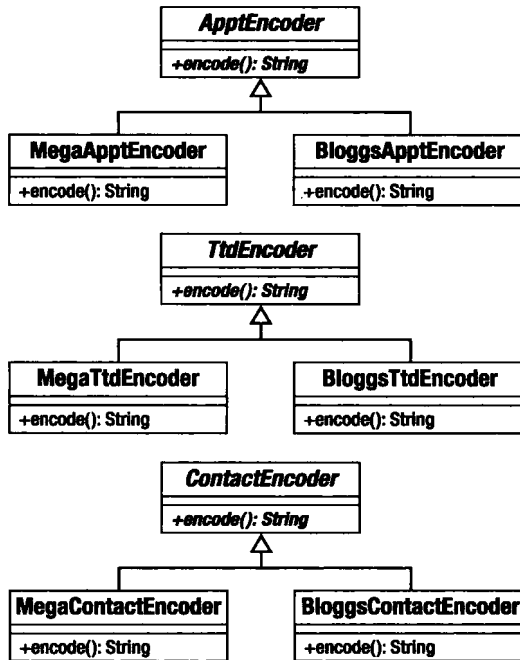 ApptEncoder
+encode(): String
MegaApptEncoder
+encode(): String
BloggsApptEncoder
+encode(): String
TtdEncoder
+encode(): String
MegaTtdEncoder
+encode(): String
BloggsTtdEncoder
+encode(): String
ContactEncoder
+encode(): String
MegaContactEncoder
+encode(): String
BloggsContactEncoder
+encode(): String